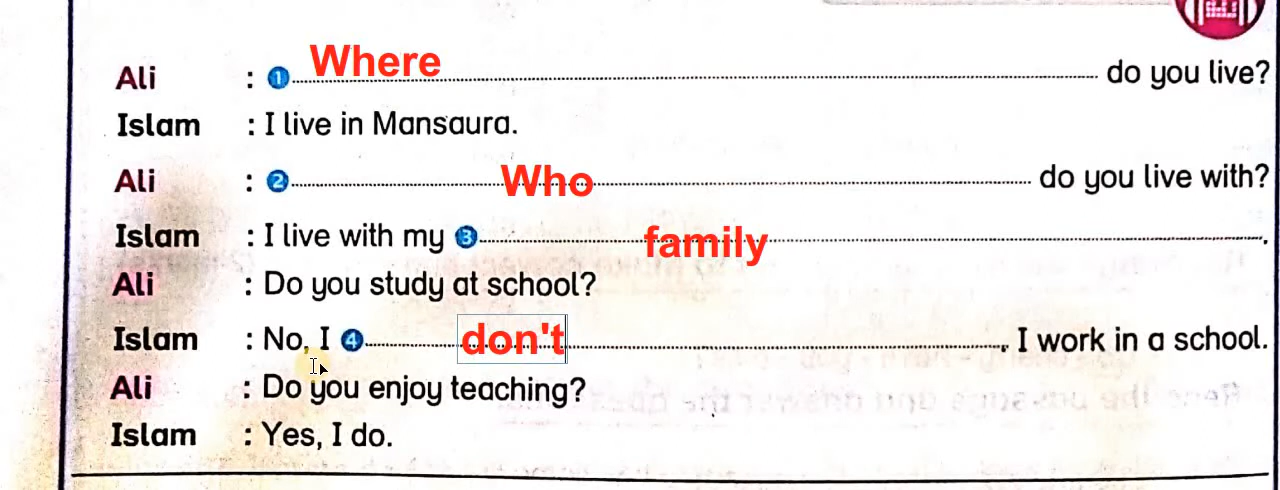 Ali : 1 Where do you live?
Islam : I live in Mansaura.
Ali : 2 Who do you live with?
Islam : I live with my 3 family.
Ali : Do you study at school?
Islam : No, I 4 don't. I work in a school.
Ali : Do you enjoy teaching?
Islam : Yes, I do.